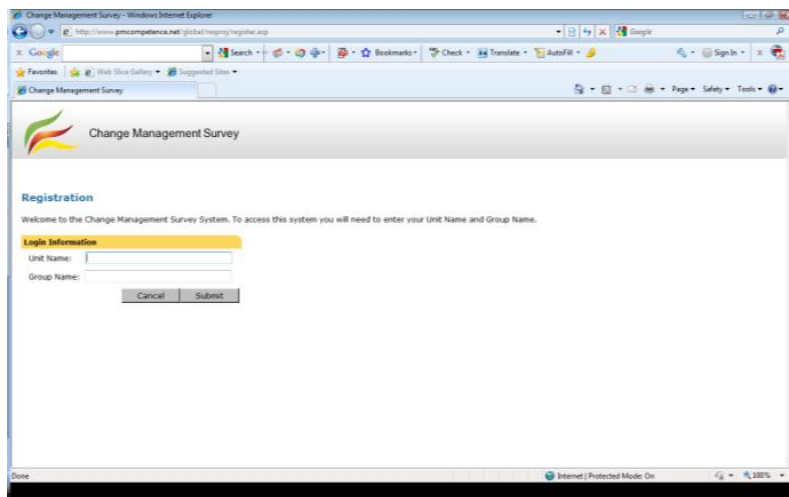 Change Management Survey - Windows Internet Explorer
http://www.pmcompetence.net/global/resproj/register.asp
Google
x Google Search Bookmarks Check Translate AutoFill Sign In x
Favorites Web Slice Gallery Suggested Sites
Change Management Survey Page Safety Tools
Change Management Survey
Registration
Welcome to the Change Management Survey System. To access this system you will need to enter your Unit Name and Group Name.
Login Information
Unit Name:
Group Name:
Cancel Submit
Done Internet | Protected Mode: On 100%